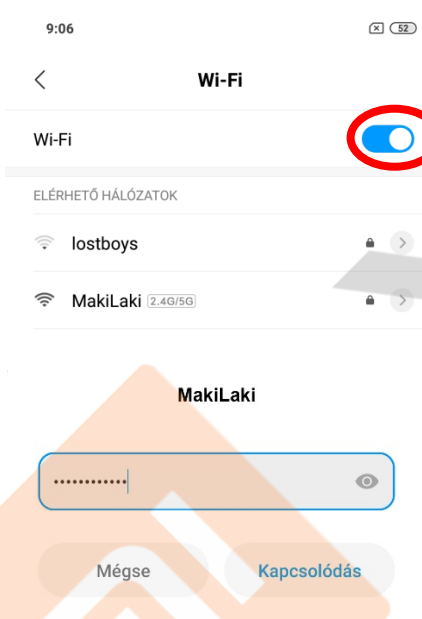 9:06
52
Wi-Fi
Wi-Fi
ELÉRHETŐ HÁLÓZATOK
lostboys
MakiLaki 2.4G/5G
MakiLaki
••••••••••••
Mégse
Kapcsolódás